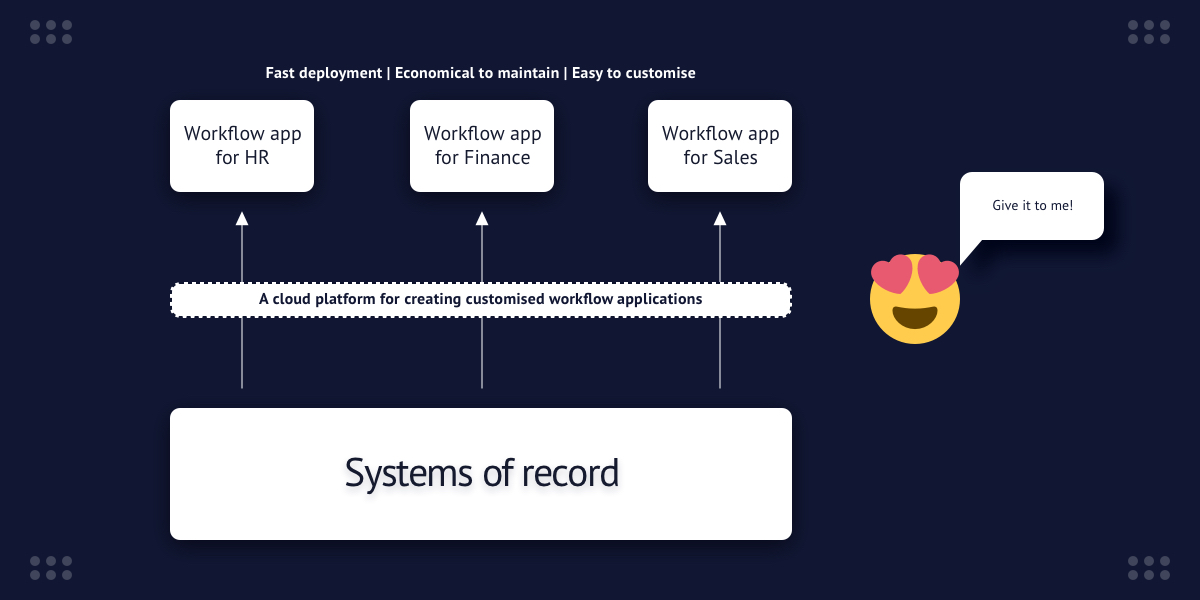 Fast deployment | Economical to maintain | Easy to customise
Workflow app
for HR
Workflow app
for Finance
Workflow app
for Sales
Give it to me!
A cloud platform for creating customised workflow applications
Systems of record